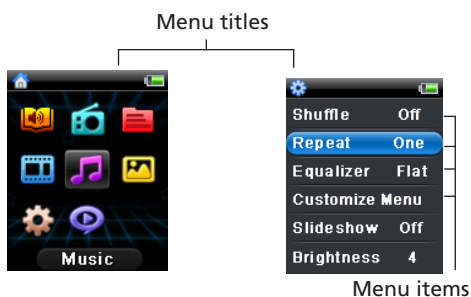 Menu titles
Music
Shuffle Off
Repeat One
Equalizer Flat
Customize Menu
Slideshow Off
Brightness 4
Menu items